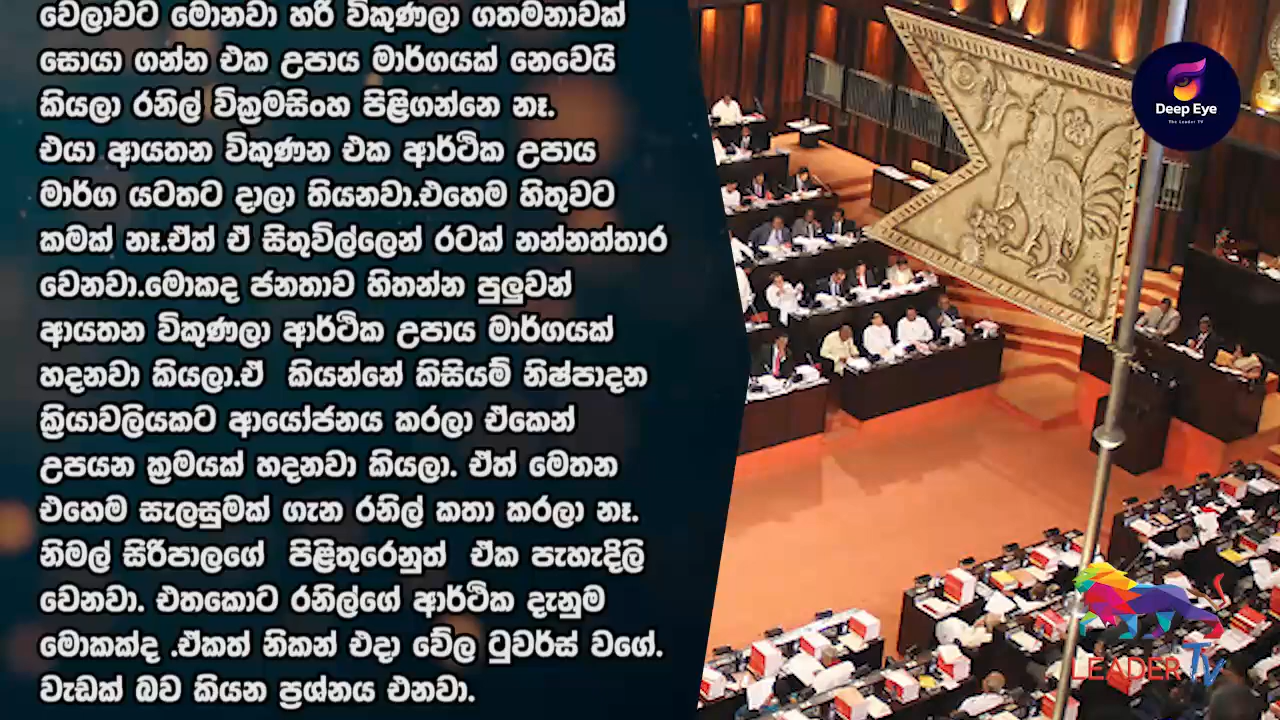 වෙලාවට මොනවා හරි විකුණලා ගතමනාවක්
සොයා ගන්න එක උපාය මාර්ගයක් නෙවෙයි
කියලා රනිල් වික්‍රමසිංහ පිළිගන්නෙ නෑ.
එයා ආයතන විකුණන එක ආර්ථික උපාය
මාර්ග යටතට දාලා තියනවා.එහෙම හිතුවට
කමක් නෑ.ඒත් ඒ සිතුවිල්ලෙන් රටක් නන්නත්තාර
වෙනවා.මොකද ජනතාව හිතන්න පුලුවන්
ආයතන විකුණලා ආර්ථික උපාය මාර්ගයක්
හදනවා කියලා.ඒ  කියන්නේ කිසියම් නිෂ්පාදන
ක්‍රියාවලියකට ආයෝජනය කරලා ඒකෙන්
උපයන ක්‍රමයක් හදනවා කියලා. ඒත් මෙතන
එහෙම සැලසුමක් ගැන රනිල් කතා කරලා නෑ.
නිමල් සිරිපාලගේ  පිළිතුරෙනුත්  ඒක පැහැදිලි
වෙනවා. එතකොට රනිල්ගේ ආර්ථික දැනුම
මොකක්ද .ඒකත් නිකන් එදා වේල ටුවර්ස් වගේ.
වැඩක් බව කියන ප්‍රශ්නය එනවා.
Deep Eye
The Leader TV
LEADER TV